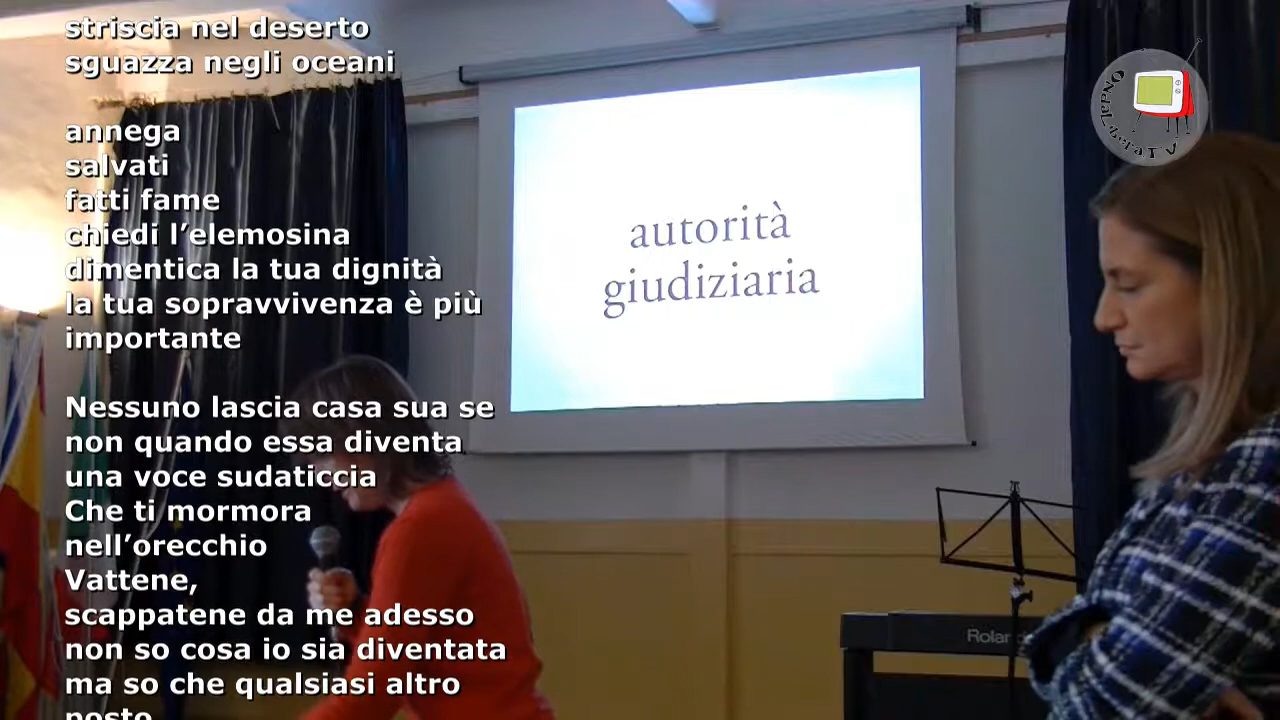 striscia nel deserto
sguazza negli oceani
annega
salvati
fatti fame
chiedi l’elemosina
dimentica la tua dignità
la tua sopravvivenza è più
importante
Nessuno lascia casa sua se
non quando essa diventa
una voce sudaticcia
Che ti mormora
nell’orecchio
Vattene,
scappatene da me adesso
non so cosa io sia diventata
ma so che qualsiasi altro
posto
autorità
giudiziaria
OndaLiberaTV
Roland